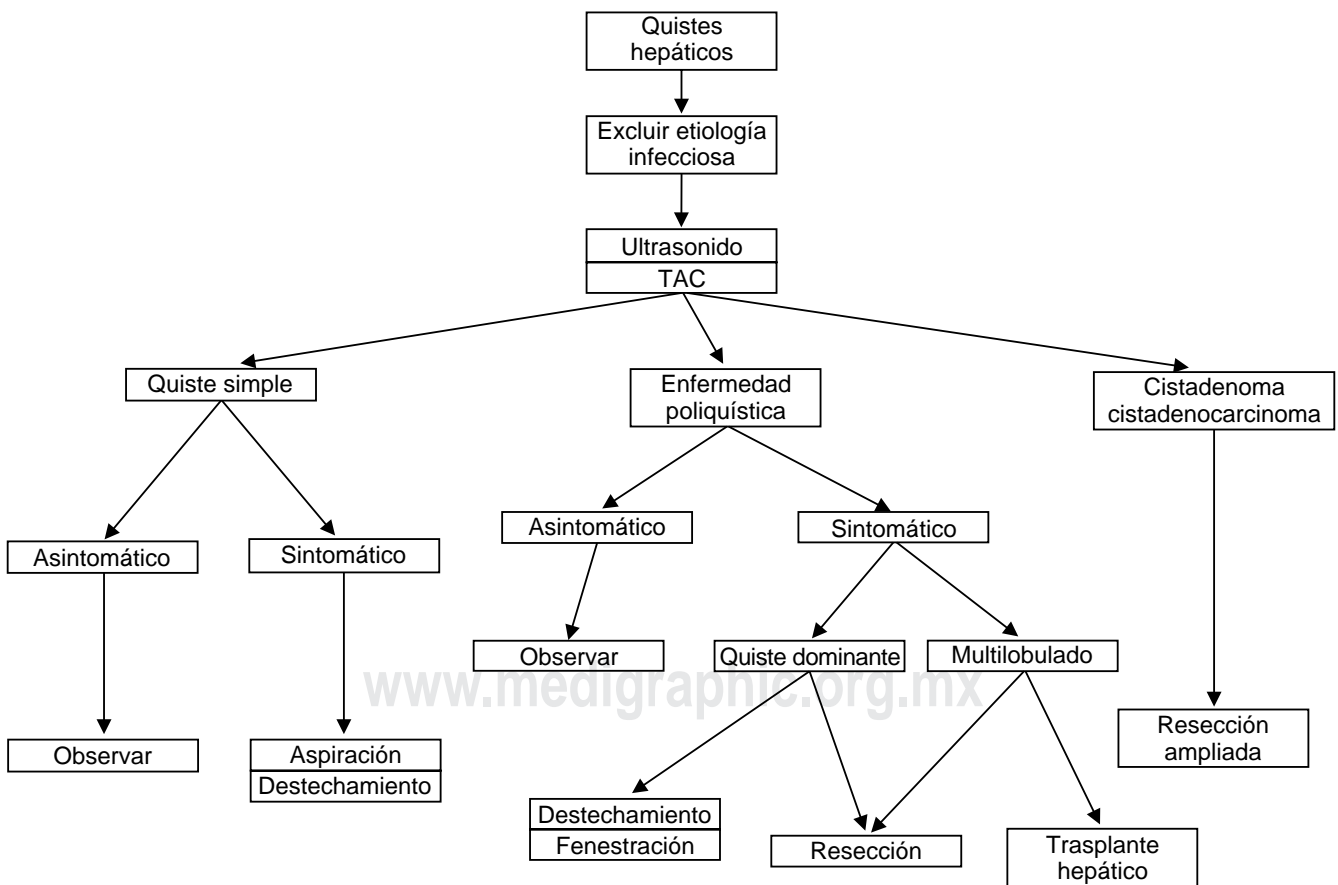 Quistes
hepáticos
Excluir etiología
infecciosa
Ultrasonido
TAC
Quiste simple
Enfermedad
poliquística
Cistadenoma
cistadenocarcinoma
Asintomático
Sintomático
Asintomático
Sintomático
Observar
Quiste dominante
Multilobulado
www.medigraphic.org.mx
Observar
Aspiración
Destechamiento
Resección
ampliada
Destechamiento
Fenestración
Resección
Trasplante
hepático